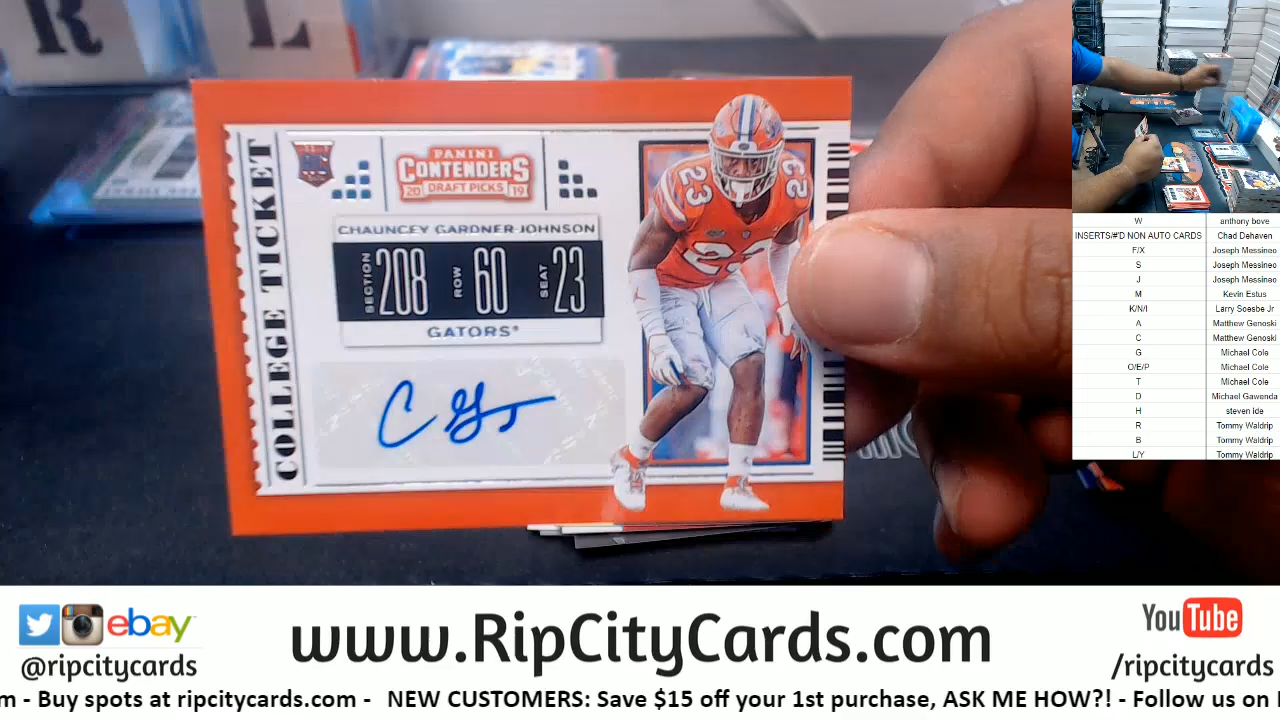 R L
COLLEGE TICKET
RC
PANINI
CONTENDERS
20 DRAFT PICKS 19
CHAUNCEY GARDNER-JOHNSON
SECTION 208 ROW 60 SEAT 23
GATORS
23
23
23
W anthony bove
INSERTS/#'D NON AUTO CARDS Chad Dehaven
F/X Joseph Messineo
S Joseph Messineo
J Joseph Messineo
M Kevin Estus
K/N/I Larry Soesbe Jr
A Matthew Genoski
C Matthew Genoski
G Michael Cole
O/E/P Michael Cole
T Michael Cole
D Michael Gawenda
H steven ide
R Tommy Waldrip
B Tommy Waldrip
L/Y Tommy Waldrip
ebay
@ripcitycards
www.RipCityCards.com
YouTube
/ripcitycards
m - Buy spots at ripcitycards.com - NEW CUSTOMERS: Save $15 off your 1st purchase, ASK ME HOW?! - Follow us on